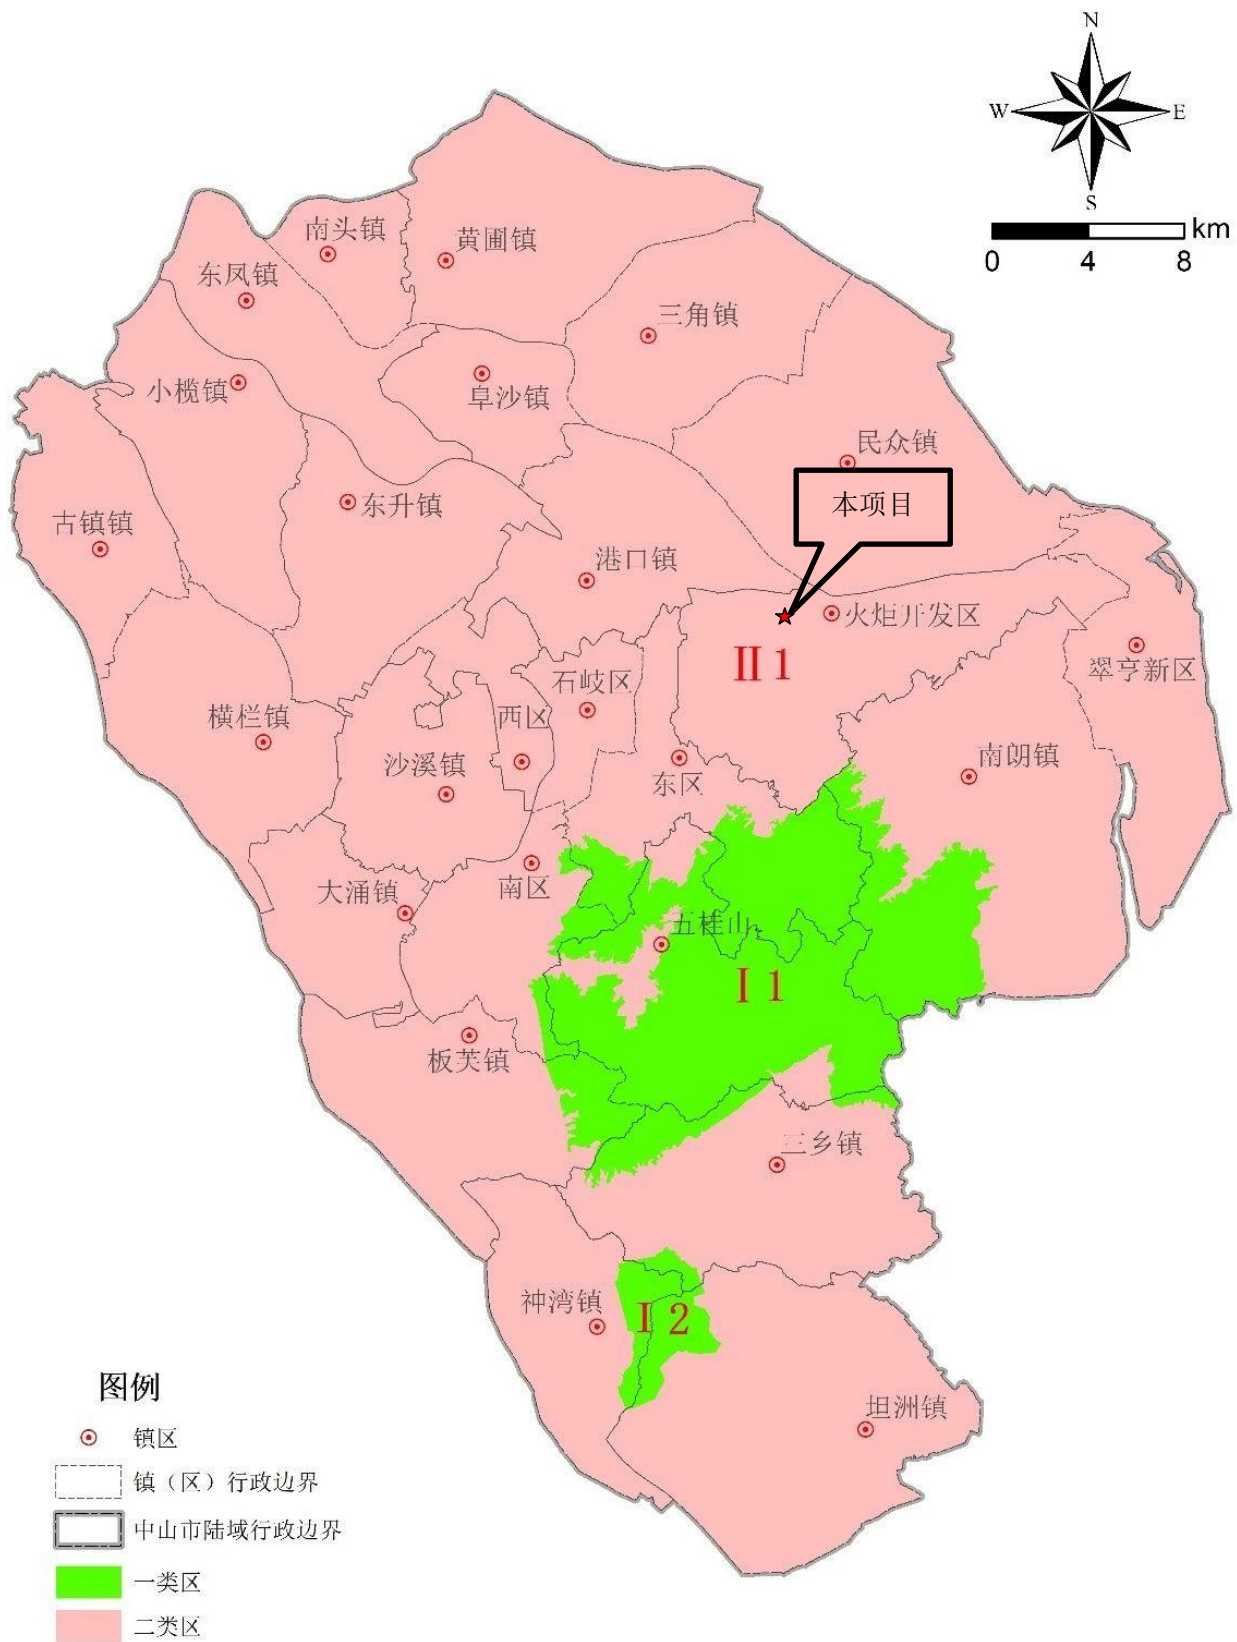 N
W E
S
km
0 4 8
南头镇
黄圃镇
东凤镇
三角镇
小榄镇
阜沙镇
民众镇
本项目
东升镇
古镇镇
港口镇
火炬开发区
II 1
翠亨新区
石岐区
横栏镇
西区
沙溪镇
东区
南朗镇
南区
大涌镇
五桂山
I 1
板芙镇
三乡镇
神湾镇
I 2
坦洲镇
图例
镇区
镇（区）行政边界
中山市陆域行政边界
一类区
二类区